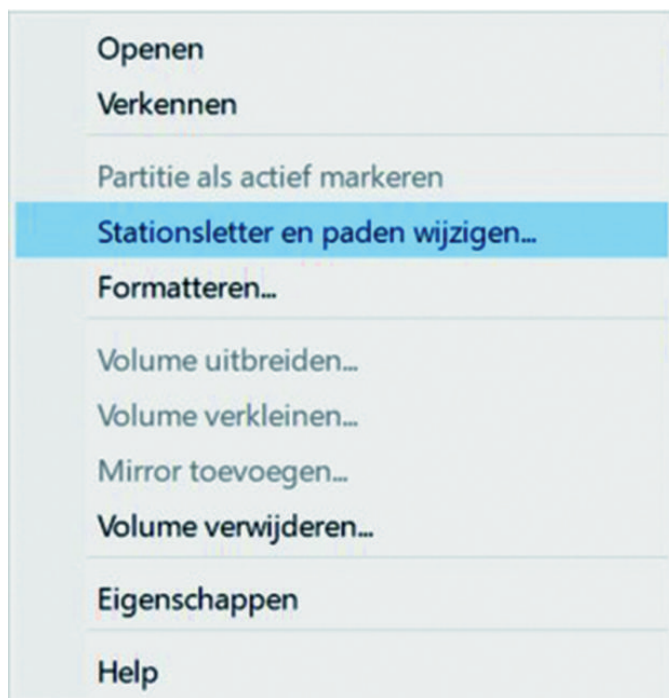 Openen
Verkennen
Partitie als actief markeren
Stationsletter en paden wijzigen...
Formatteren...
Volume uitbreiden...
Volume verkleinen...
Mirror toevoegen...
Volume verwijderen...
Eigenschappen
Help